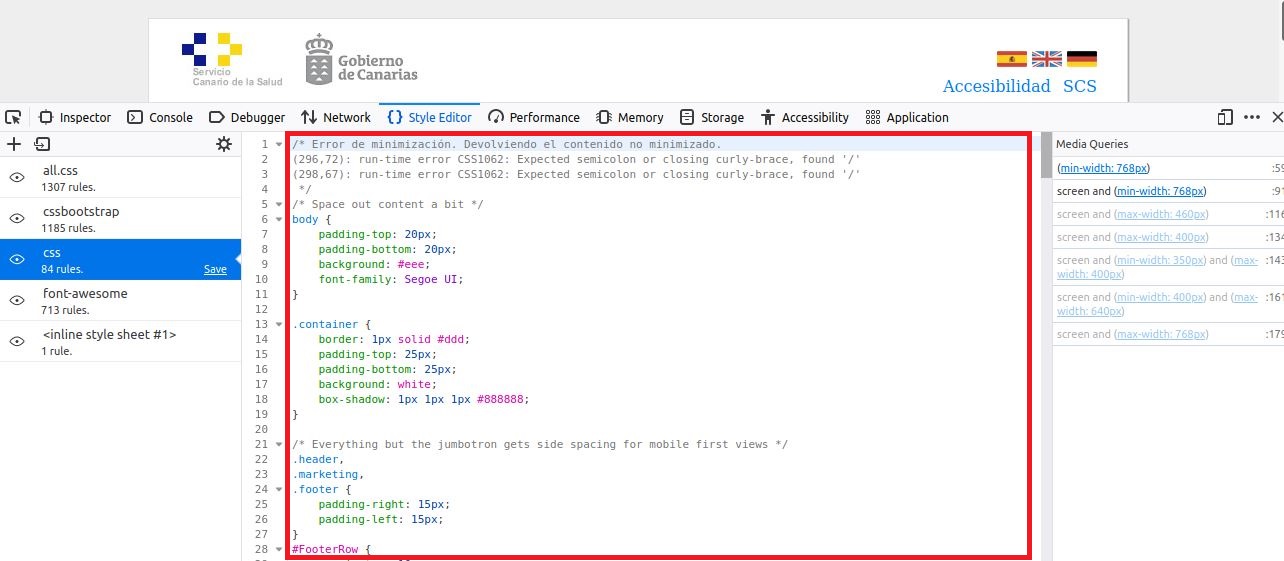 Servicio
Canario de la Salud
Gobierno
de Canarias
Accesibilidad SCS
Inspector Console Debugger Network Style Editor Performance Memory Storage Accessibility Application
all.css
1307 rules.
cssbootstrap
1185 rules.
css
84 rules. Save
font-awesome
713 rules.
<inline style sheet #1>
1 rule.
1 /* Error de minimización. Devolviendo el contenido no minimizado.
2 (296,72): run-time error CSS1062: Expected semicolon or closing curly-brace, found '/'
3 (298,67): run-time error CSS1062: Expected semicolon or closing curly-brace, found '/'
4 */
5 /* Space out content a bit */
6 body {
7 padding-top: 20px;
8 padding-bottom: 20px;
9 background: #eee;
10 font-family: Segoe UI;
11 }
12
13 .container {
14 border: 1px solid #ddd;
15 padding-top: 25px;
16 padding-bottom: 25px;
17 background: white;
18 box-shadow: 1px 1px 1px #888888;
19 }
20
21 /* Everything but the jumbotron gets side spacing for mobile first views */
22 .header,
23 .marketing,
24 .footer {
25 padding-right: 15px;
26 padding-left: 15px;
27 }
28 #FooterRow {
Media Queries
(min-width: 768px) :59
screen and (min-width: 768px) :91
screen and (max-width: 460px) :116
screen and (max-width: 400px) :134
screen and (min-width: 350px) and (max- :143
width: 400px)
screen and (min-width: 400px) and (max- :161
width: 640px)
screen and (max-width: 768px) :179